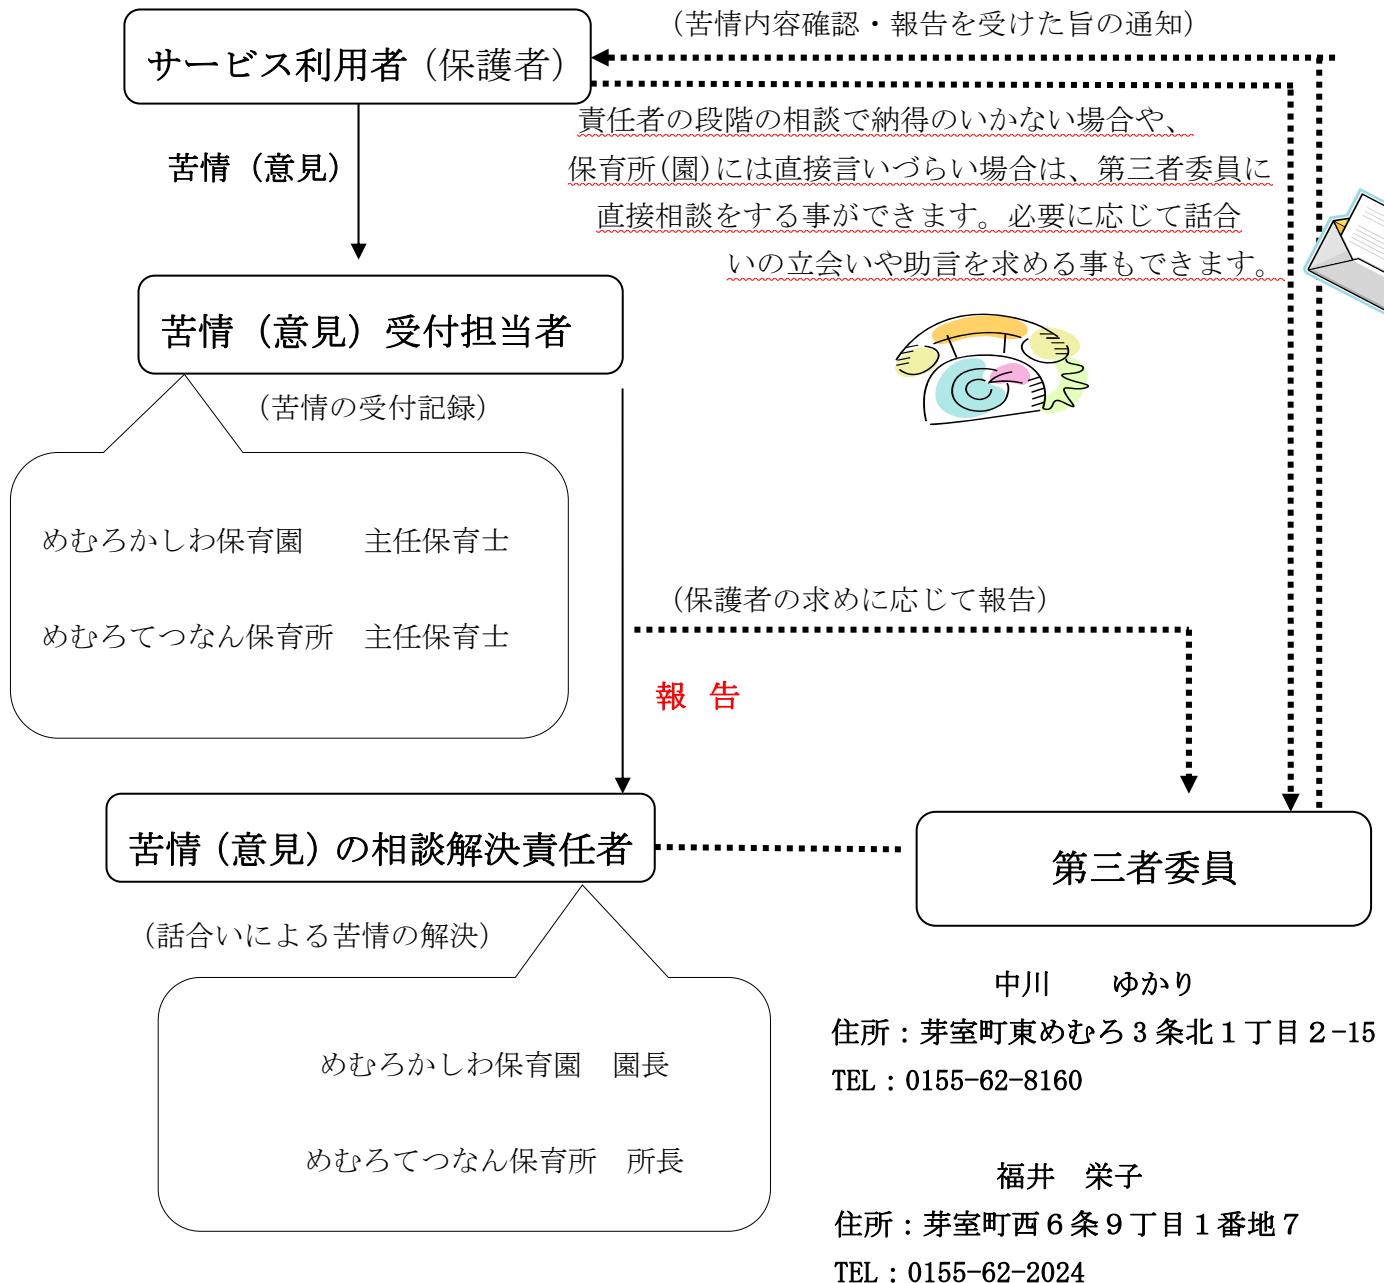 (苦情内容確認・報告を受けた旨の通知)
サービス利用者（保護者）
責任者の段階の相談で納得のいかない場合や、
保育所(園)には直接言いづらい場合は、第三者委員に
直接相談をする事ができます。必要に応じて話合
いの立会いや助言を求める事もできます。
苦情（意見）
苦情（意見）受付担当者
(苦情の受付記録)
めむろかしわ保育園　　主任保育士
めむろてつなん保育所　主任保育士
(保護者の求めに応じて報告)
報 告
苦情（意見）の相談解決責任者
第三者委員
(話合いによる苦情の解決)
めむろかしわ保育園　園長
めむろてつなん保育所　所長
中川　　ゆかり
住所：芽室町東めむろ３条北１丁目２-15
TEL：0155-62-8160
福井　栄子
住所：芽室町西６条９丁目１番地７
TEL：0155-62-2024